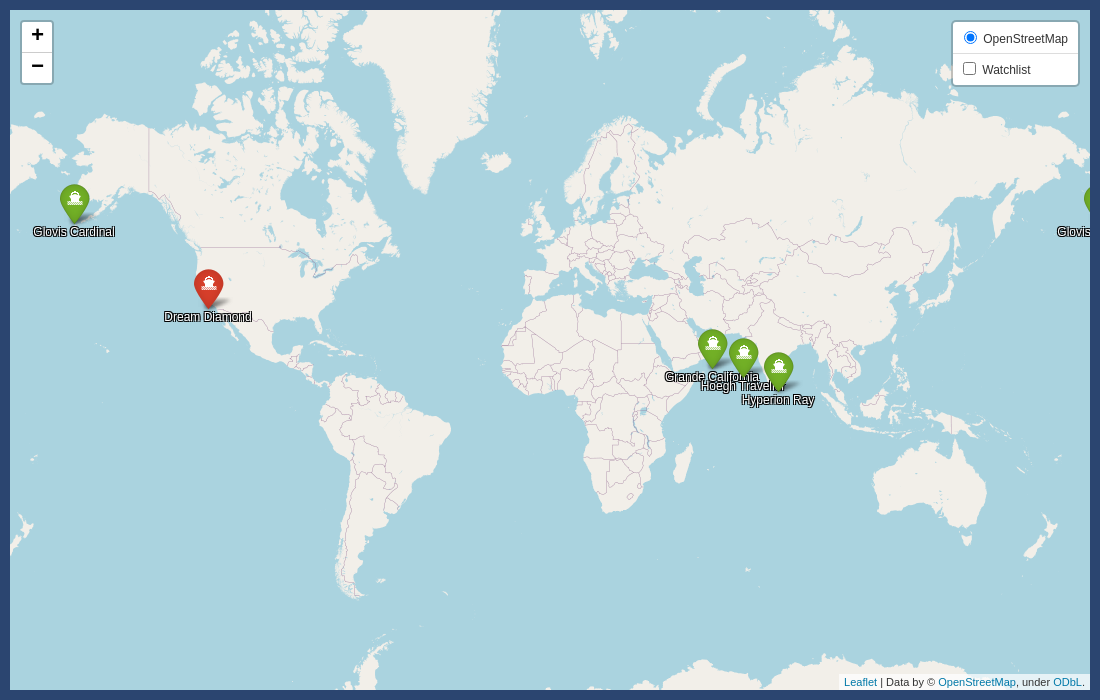 +
−
OpenStreetMap
Watchlist
Glovis Cardinal
Glovis
Dream Diamond
Grande California
Hoegh Traveller
Hyperion Ray
Leaflet | Data by © OpenStreetMap, under ODbL.